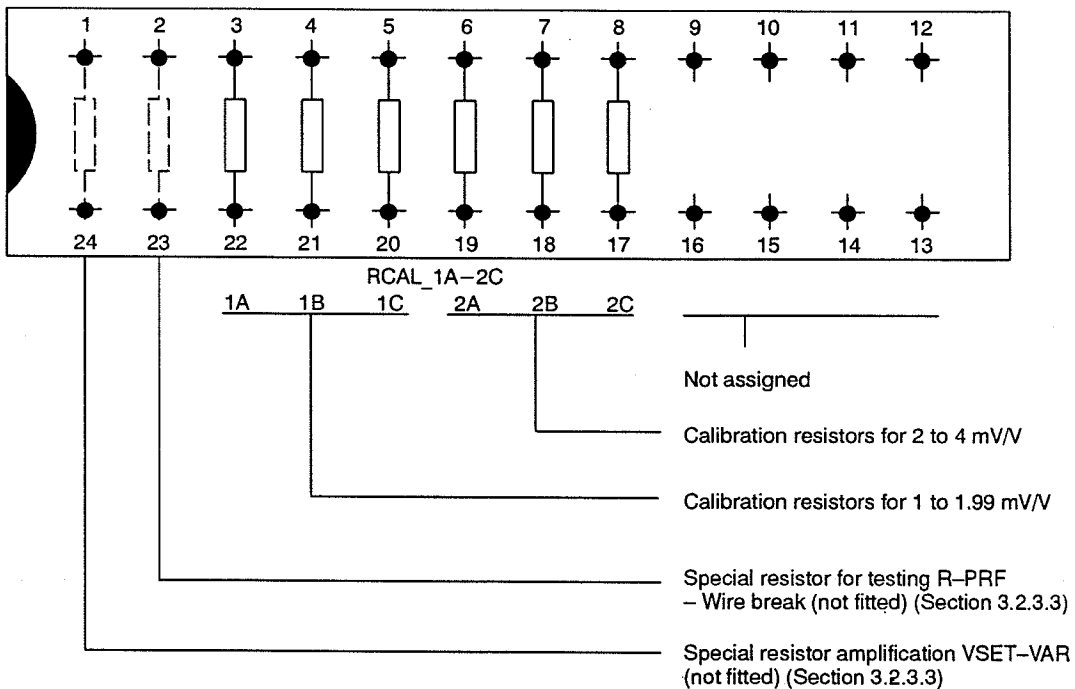 1 2 3 4 5 6 7 8 9 10 11 12
24 23 22 21 20 19 18 17 16 15 14 13
RCAL_1A–2C
1A 1B 1C 2A 2B 2C
Not assigned
Calibration resistors for 2 to 4 mV/V
Calibration resistors for 1 to 1.99 mV/V
Special resistor for testing R–PRF
– Wire break (not fitted) (Section 3.2.3.3)
Special resistor amplification VSET–VAR
(not fitted) (Section 3.2.3.3)